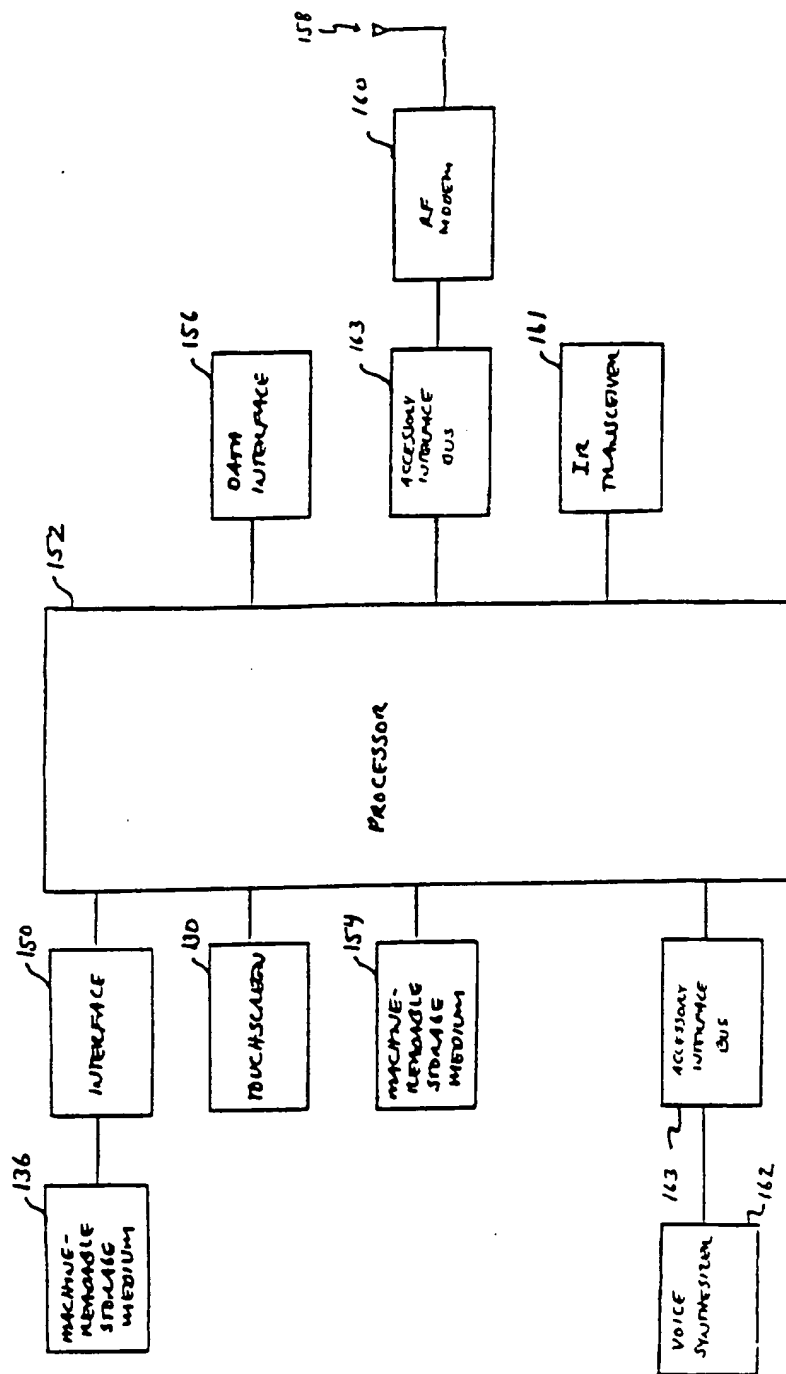 136
MACHINE-
READABLE
STORAGE
MEDIUM
150
INTERFACE
130
TOUCHSCREEN
154
MACHINE-
READABLE
STORAGE
MEDIUM
VOICE
SYNTHESIZER
162
163
ACCESSORY
INTERFACE
BUS
152
PROCESSOR
156
DATA
INTERFACE
163
ACCESSORY
INTERFACE
BUS
160
RF
MODEM
158
161
IR
TRANSCEIVER